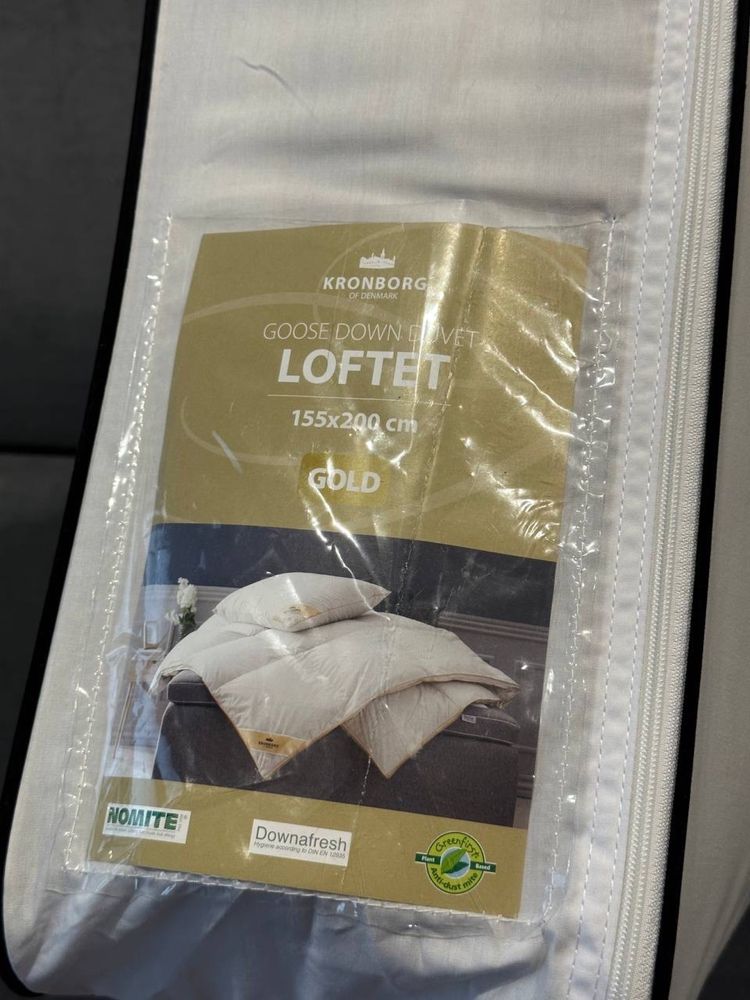 KRONBORG
OF DENMARK
GOOSE DOWN DUVET
LOFTET
155x200 cm
GOLD
KRONBORG
NOMITE®
Downafresh
Hygiene according to DIN EN 12935
Greenfirst
Plant Based
Anti-dust mite